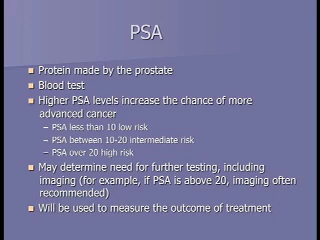 PSA
Protein made by the prostate
Blood test
Higher PSA levels increase the chance of more
advanced cancer
– PSA less than 10 low risk
– PSA between 10-20 intermediate risk
– PSA over 20 high risk
May determine need for further testing, including
imaging (for example, if PSA is above 20, imaging often
recommended)
Will be used to measure the outcome of treatment